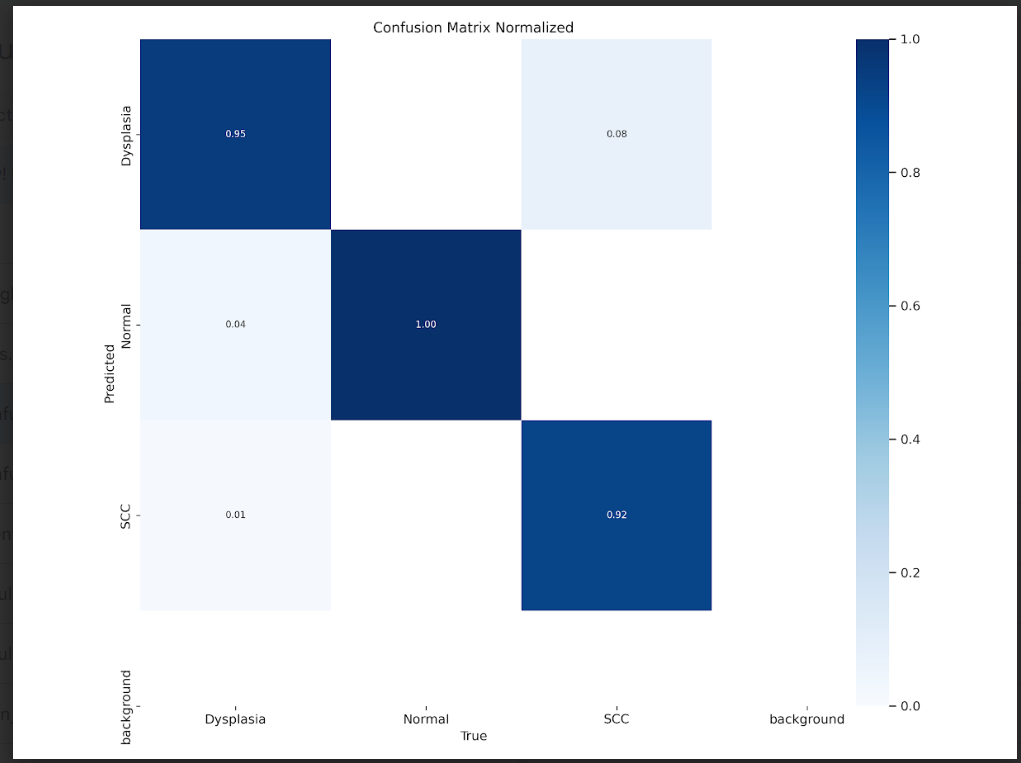 Confusion Matrix Normalized
1.0
Dysplasia
0.95
0.08
0.8
Normal
0.04
1.00
0.6
Predicted
0.4
SCC
0.01
0.92
0.2
background
0.0
Dysplasia
Normal
SCC
background
True